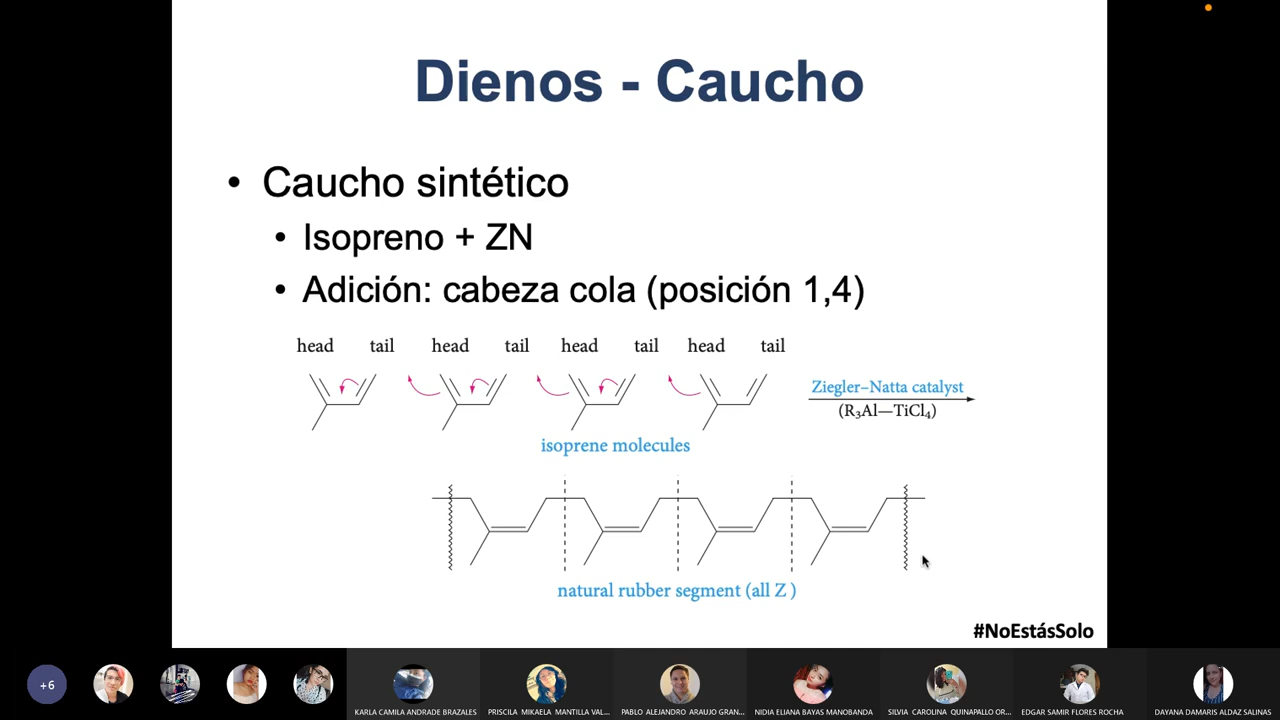 Dienos - Caucho
• Caucho sintético
• Isopreno + ZN
• Adición: cabeza cola (posición 1,4)
head tail head tail head tail head tail
Ziegler–Natta catalyst
(R₃Al—TiCl₄)
isoprene molecules
natural rubber segment (all Z )
#NoEstásSolo
+6
KARLA CAMILA ANDRADE BRAZALES
PRISCILA MIKAELA MANTILLA VAL...
PABLO ALEJANDRO ARAUJO GRAN...
NIDIA ELIANA BAYAS MANOBANDA
SILVIA CAROLINA QUINAPALLO OR...
EDGAR SAMIR FLORES ROCHA
DAYANA DAMARIS ALDAZ SALINAS